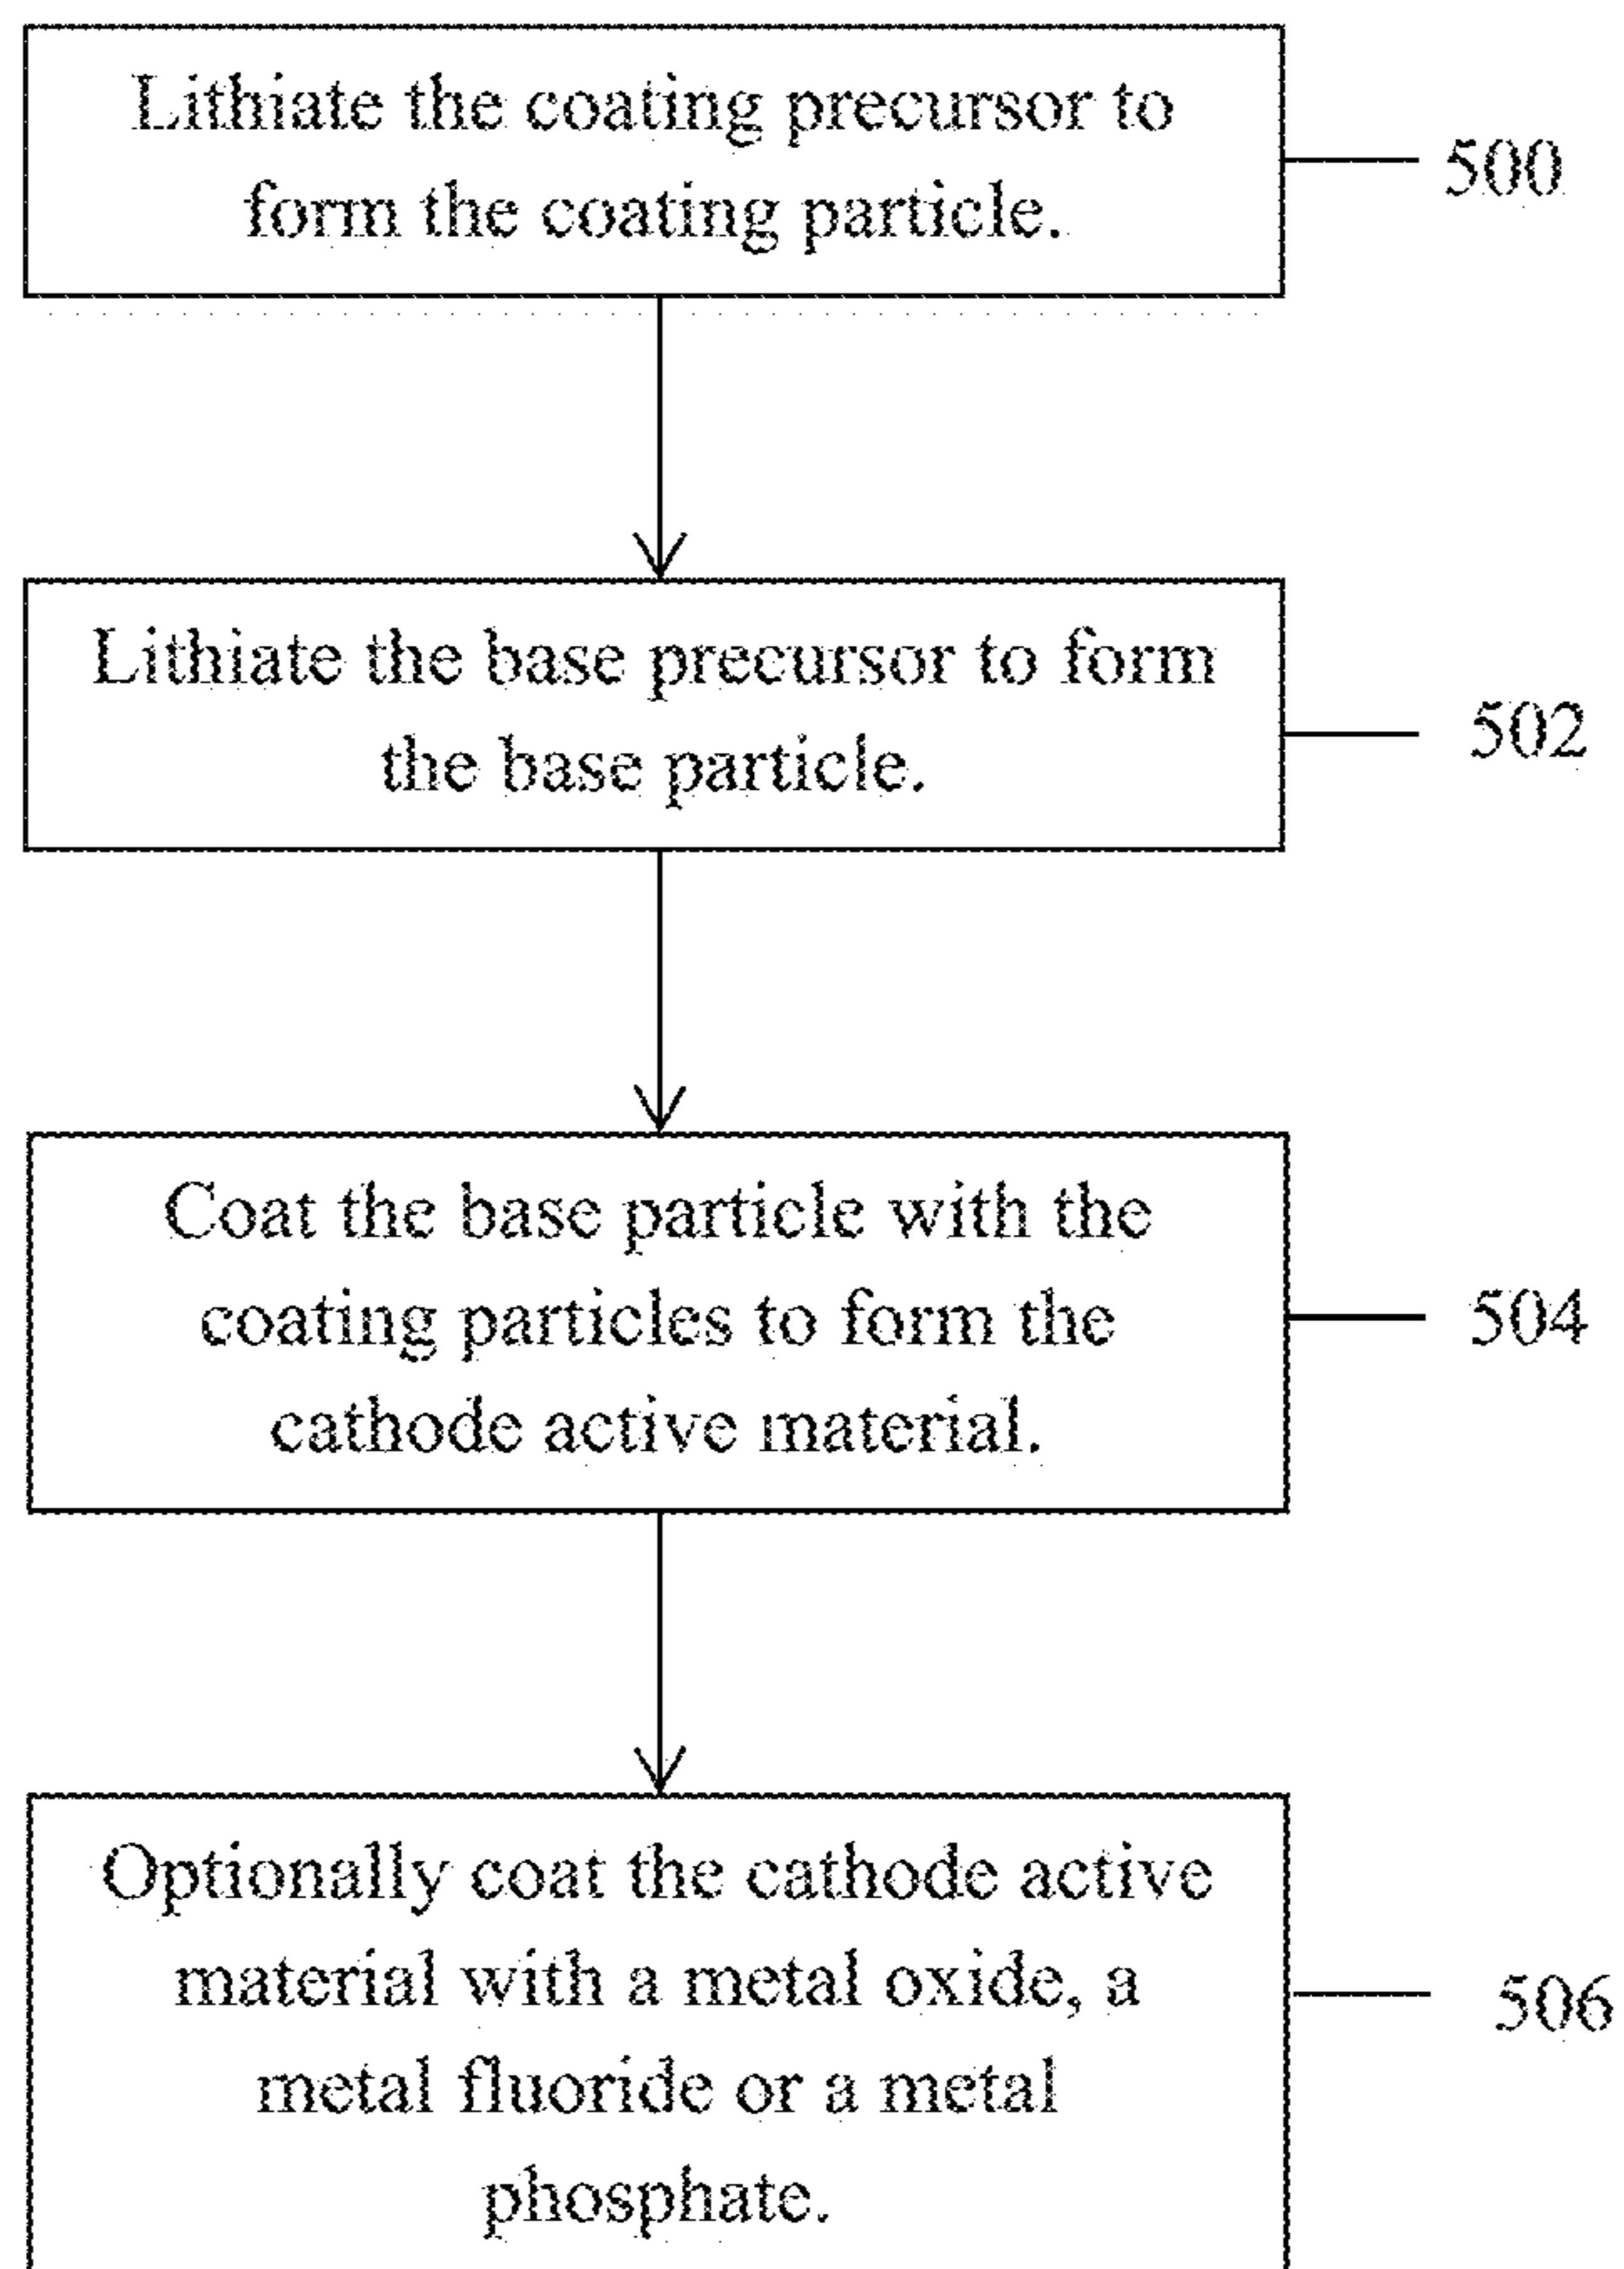 Lithiate the coating precursor to
form the coating particle.
500
Lithiate the base precursor to form
the base particle.
502
Coat the base particle with the
coating particles to form the
cathode active material.
504
Optionally coat the cathode active
material with a metal oxide, a
metal fluoride or a metal
phosphate.
506